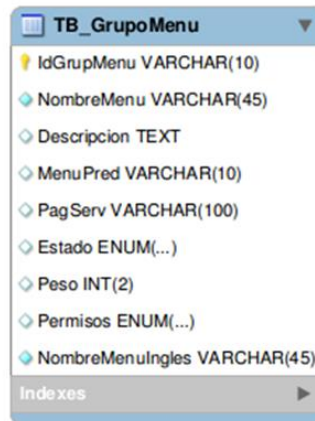 TB_GrupoMenu
IdGrupMenu VARCHAR(10)
NombreMenu VARCHAR(45)
Descripcion TEXT
MenuPred VARCHAR(10)
PagServ VARCHAR(100)
Estado ENUM(...)
Peso INT(2)
Permisos ENUM(...)
NombreMenuIngles VARCHAR(45)
Indexes